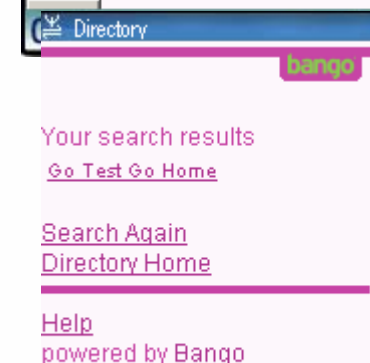 Directory
bango
Your search results
Go Test Go Home
Search Again
Directory Home
Help
powered by Bango